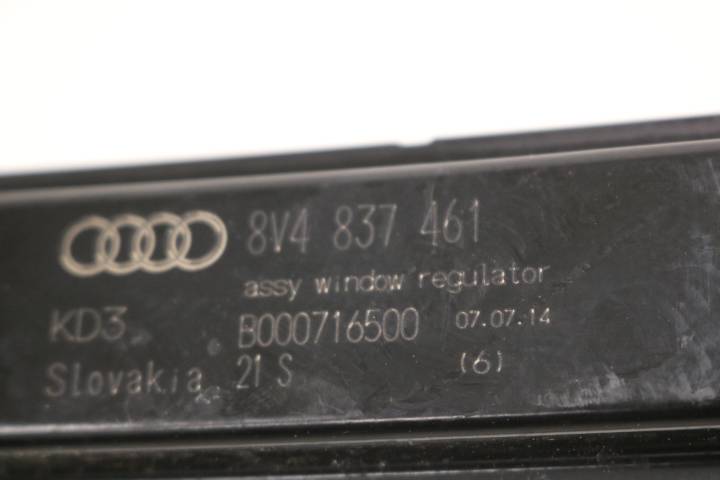 8V4 837 461
assy window regulator
KD3 B000716500 07.07.14
Slovakia 21 S (6)